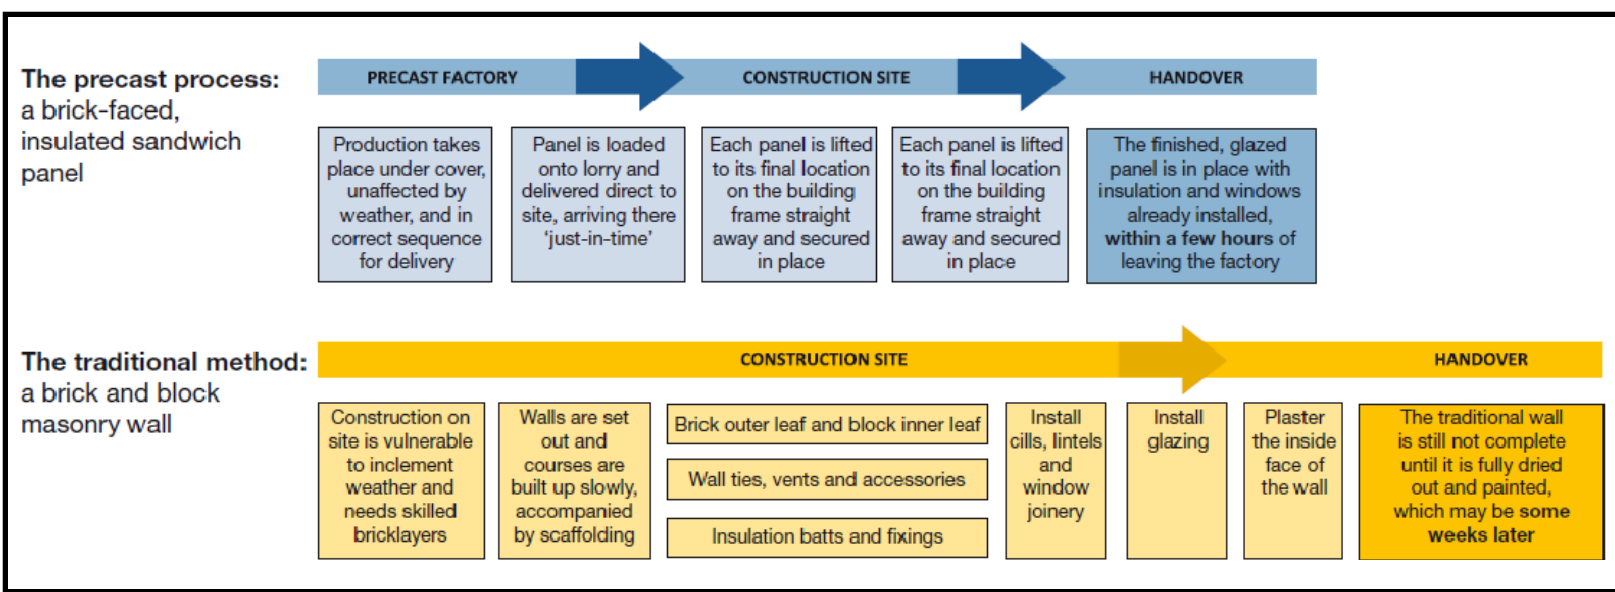 The precast process:
a brick-faced,
insulated sandwich
panel
PRECAST FACTORY
CONSTRUCTION SITE
HANDOVER
Production takes
place under cover,
unaffected by
weather, and in
correct sequence
for delivery
Panel is loaded
onto lorry and
delivered direct to
site, arriving there
‘just-in-time’
Each panel is lifted
to its final location
on the building
frame straight
away and secured
in place
Each panel is lifted
to its final location
on the building
frame straight
away and secured
in place
The finished, glazed
panel is in place with
insulation and windows
already installed,
within a few hours of
leaving the factory
The traditional method:
a brick and block
masonry wall
CONSTRUCTION SITE
HANDOVER
Construction on
site is vulnerable
to inclement
weather and
needs skilled
bricklayers
Walls are set
out and
courses are
built up slowly,
accompanied
by scaffolding
Brick outer leaf and block inner leaf
Wall ties, vents and accessories
Insulation batts and fixings
Install
cills, lintels
and
window
joinery
Install
glazing
Plaster
the inside
face of
the wall
The traditional wall
is still not complete
until it is fully dried
out and painted,
which may be some
weeks later